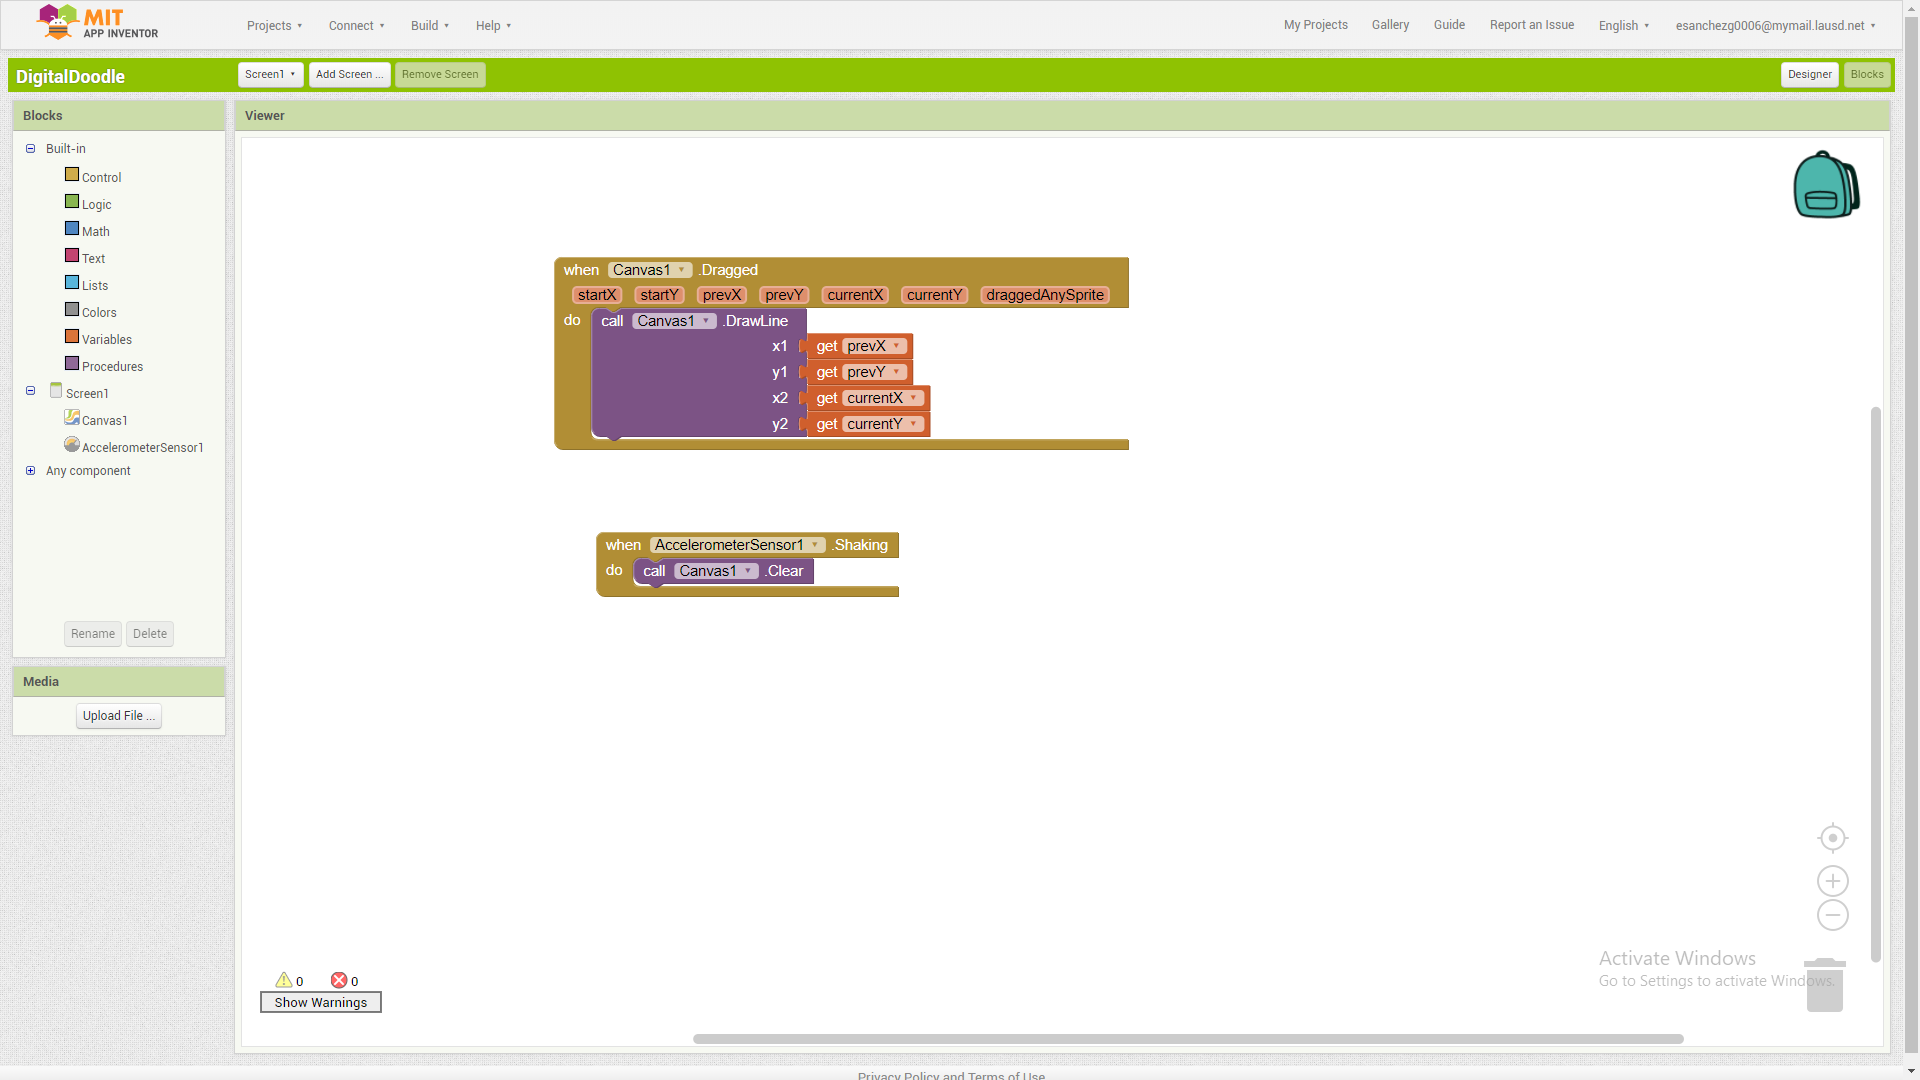 MIT
APP INVENTOR
Projects Connect Build Help My Projects Gallery Guide Report an Issue English esanchezg0006@mymail.lausd.net
DigitalDoodle Screen1 Add Screen ... Remove Screen Designer Blocks
Blocks
Built-in
Control
Logic
Math
Text
Lists
Colors
Variables
Procedures
Screen1
Canvas1
AccelerometerSensor1
Any component
Rename Delete
Media
Upload File ...
Viewer
when Canvas1 .Dragged
startX startY prevX prevY currentX currentY draggedAnySprite
do call Canvas1 .DrawLine
x1 get prevX
y1 get prevY
x2 get currentX
y2 get currentY
when AccelerometerSensor1 .Shaking
do call Canvas1 .Clear
0 0
Show Warnings
Activate Windows
Go to Settings to activate Windows.
Privacy Policy and Terms of Use